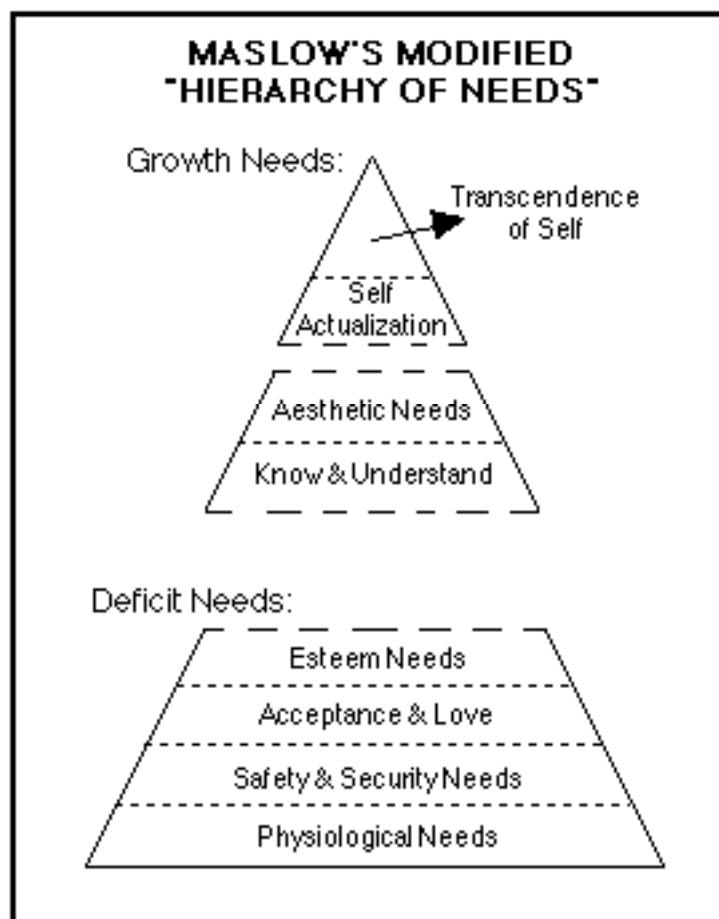 MASLOW'S MODIFIED
"HIERARCHY OF NEEDS"
Growth Needs:
Transcendence
of Self
Self
Actualization
Aesthetic Needs
Know & Understand
Deficit Needs:
Esteem Needs
Acceptance & Love
Safety & Security Needs
Physiological Needs